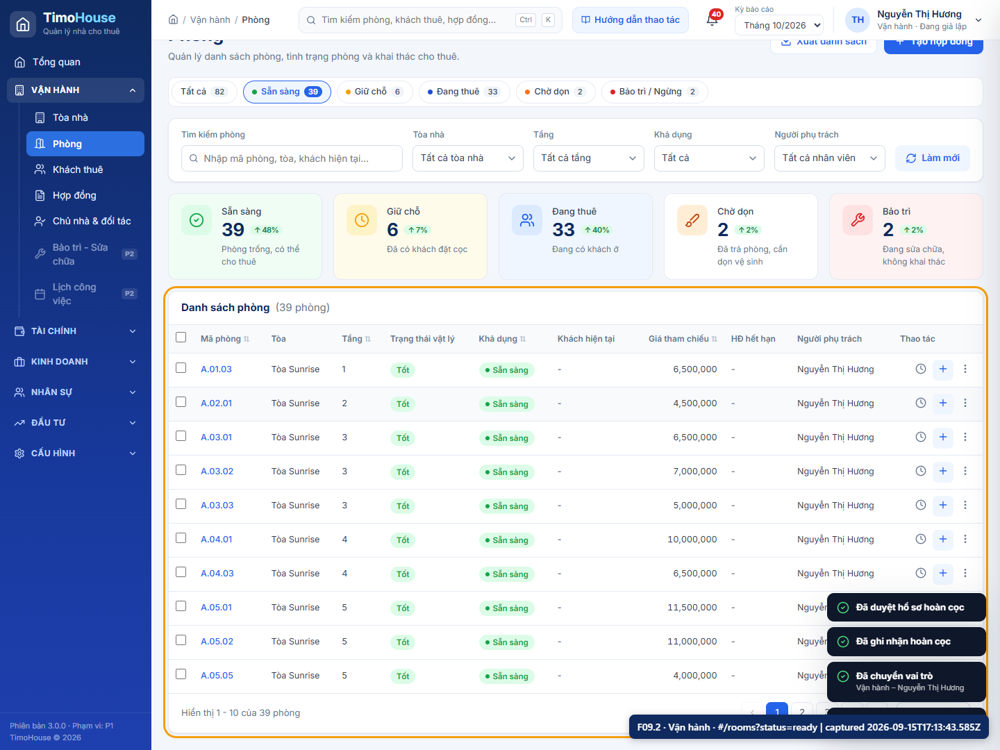 TimoHouse
Quản lý nhà cho thuê
Tổng quan
VẬN HÀNH
Tòa nhà
Phòng
Khách thuê
Hợp đồng
Chủ nhà & đối tác
Bảo trì - Sửa chữa P2
Lịch công việc P2
TÀI CHÍNH
KINH DOANH
NHÂN SỰ
ĐẦU TƯ
CẤU HÌNH
Phiên bản 3.0.0 · Phạm vi: P1
TimoHouse © 2026
/ Vận hành / Phòng
Tìm kiếm phòng, khách thuê, hợp đồng... Ctrl K
Hướng dẫn thao tác
40
Kỳ báo cáo
Tháng 10/2026
TH
Nguyễn Thị Hương
Vận hành · Đang giả lập
Phòng
Quản lý danh sách phòng, tình trạng phòng và khai thác cho thuê.
Xuất danh sách
Tạo hợp đồng
Tất cả 82
Sẵn sàng 39
Giữ chỗ 6
Đang thuê 33
Chờ dọn 2
Bảo trì / Ngừng 2
Tìm kiếm phòng
Nhập mã phòng, tòa, khách hiện tại...
Tòa nhà
Tất cả tòa nhà
Tầng
Tất cả tầng
Khả dụng
Tất cả
Người phụ trách
Tất cả nhân viên
Làm mới
Sẵn sàng
39 ↑48%
Phòng trống, có thể
cho thuê
Giữ chỗ
6 ↑7%
Đã có khách đặt cọc
Đang thuê
33 ↑40%
Đang có khách ở
Chờ dọn
2 ↑2%
Đã trả phòng, cần
dọn vệ sinh
Bảo trì
2 ↑2%
Đang sửa chữa,
không khai thác
Danh sách phòng (39 phòng)
Mã phòng Tòa Tầng Trạng thái vật lý Khả dụng Khách hiện tại Giá tham chiếu HĐ hết hạn Người phụ trách Thao tác
A.01.03 Tòa Sunrise 1 Tốt Sẵn sàng - 6,500,000 - Nguyễn Thị Hương
A.02.01 Tòa Sunrise 2 Tốt Sẵn sàng - 4,500,000 - Nguyễn Thị Hương
A.03.01 Tòa Sunrise 3 Tốt Sẵn sàng - 6,500,000 - Nguyễn Thị Hương
A.03.02 Tòa Sunrise 3 Tốt Sẵn sàng - 7,000,000 - Nguyễn Thị Hương
A.03.03 Tòa Sunrise 3 Tốt Sẵn sàng - 5,000,000 - Nguyễn Thị Hương
A.04.01 Tòa Sunrise 4 Tốt Sẵn sàng - 10,000,000 - Nguyễn Thị Hương
A.04.03 Tòa Sunrise 4 Tốt Sẵn sàng - 6,500,000 - Nguyễn Thị Hương
A.05.01 Tòa Sunrise 5 Tốt Sẵn sàng - 11,500,000 -
A.05.02 Tòa Sunrise 5 Tốt Sẵn sàng - 11,000,000 -
A.05.05 Tòa Sunrise 5 Tốt Sẵn sàng - 4,000,000 -
Hiển thị 1 - 10 của 39 phòng
1 2 3
Đã duyệt hồ sơ hoàn cọc
Đã ghi nhận hoàn cọc
Đã chuyển vai trò
Vận hành – Nguyễn Thị Hương
F09.2 · Vận hành · #/rooms?status=ready | captured 2026-09-15T17:13:43.585Z